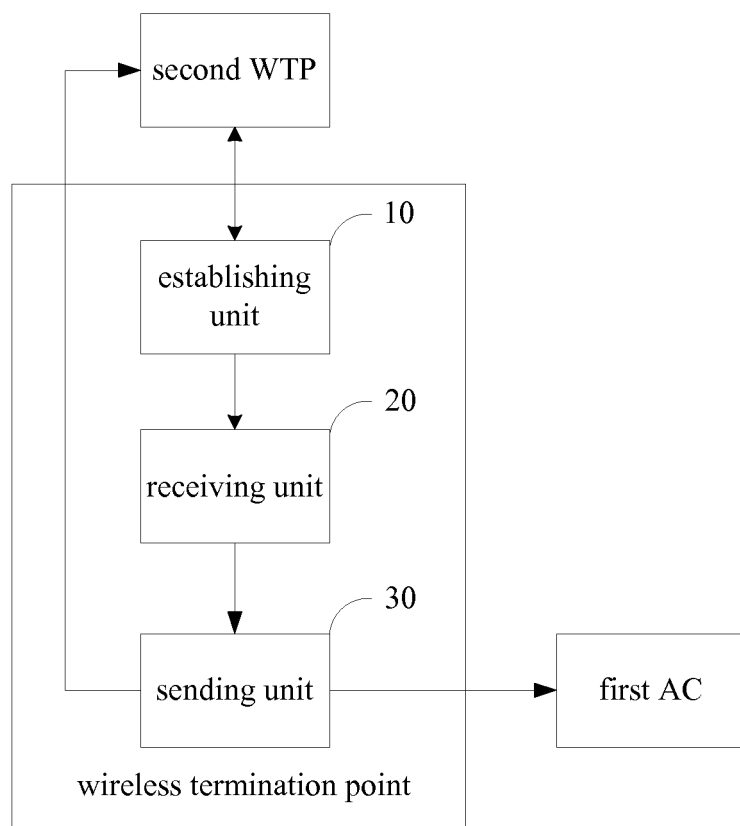 second WTP
10
establishing
unit
20
receiving unit
30
sending unit
first AC
wireless termination point